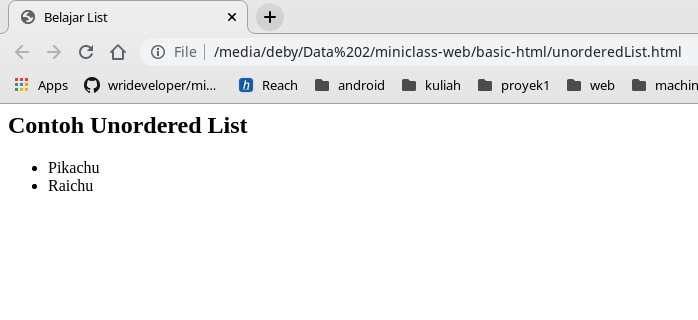 Belajar List
File | /media/deby/Data%202/miniclass-web/basic-html/unorderedList.html
Apps wrideveloper/mi... Reach android kuliah proyek1 web machin
Contoh Unordered List
• Pikachu
• Raichu